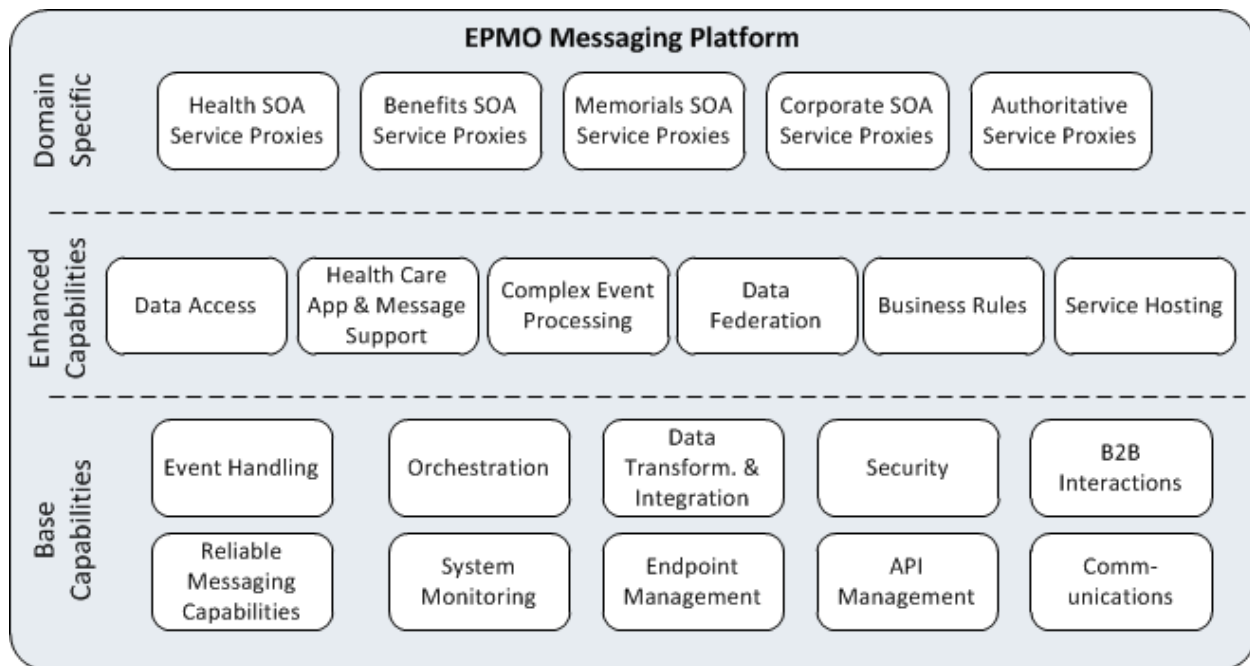 EPMO Messaging Platform
Domain
Specific
Health SOA
Service Proxies
Benefits SOA
Service Proxies
Memorials SOA
Service Proxies
Corporate SOA
Service Proxies
Authoritative
Service Proxies
Enhanced
Capabilities
Data Access
Health Care
App & Message
Support
Complex Event
Processing
Data
Federation
Business Rules
Service Hosting
Base
Capabilities
Event Handling
Orchestration
Data
Transform. &
Integration
Security
B2B
Interactions
Reliable
Messaging
Capabilities
System
Monitoring
Endpoint
Management
API
Management
Comm-
unications